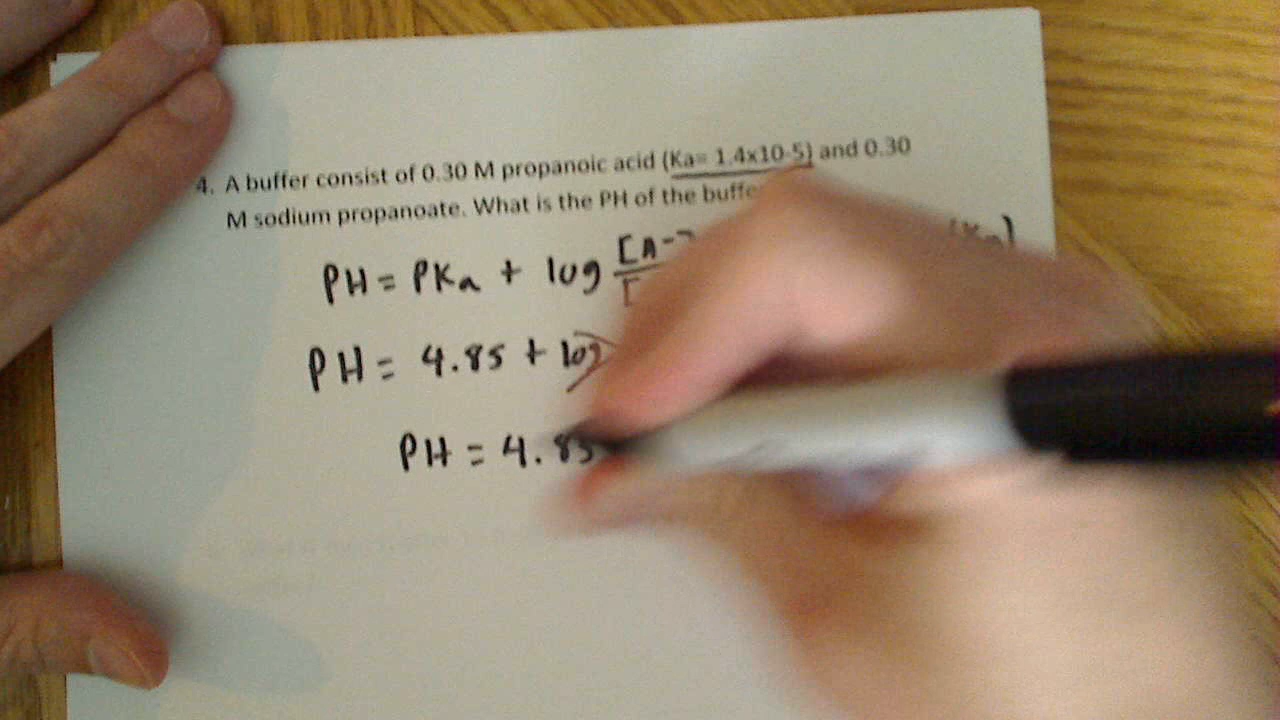 4. A buffer consist of 0.30 M propanoic acid (Ka= 1.4x10-5) and 0.30
M sodium propanoate. What is the PH of the
PH = PKa + log [A-]
PH = 4.85 + log
PH = 4.85